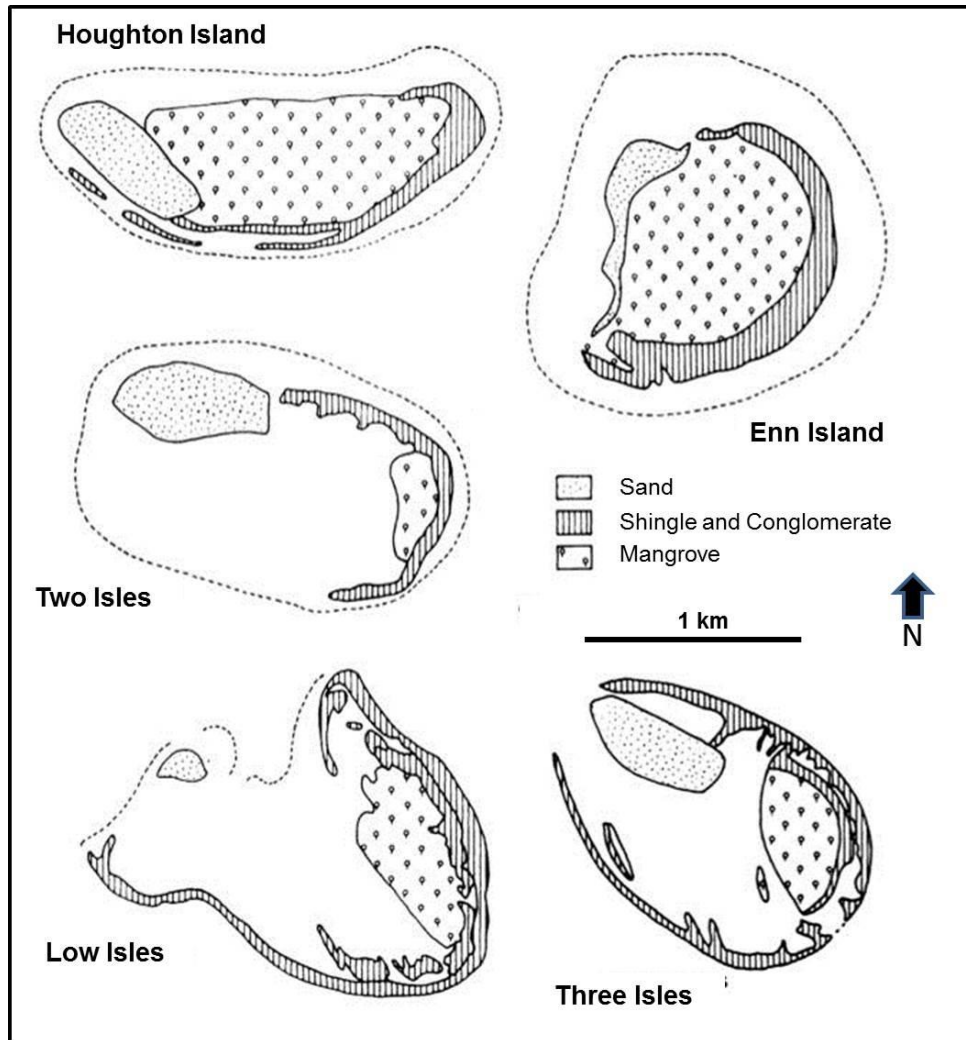 Houghton Island
Enn Island
Sand
Shingle and Conglomerate
Mangrove
Two Isles
1 km
N
Low Isles
Three Isles